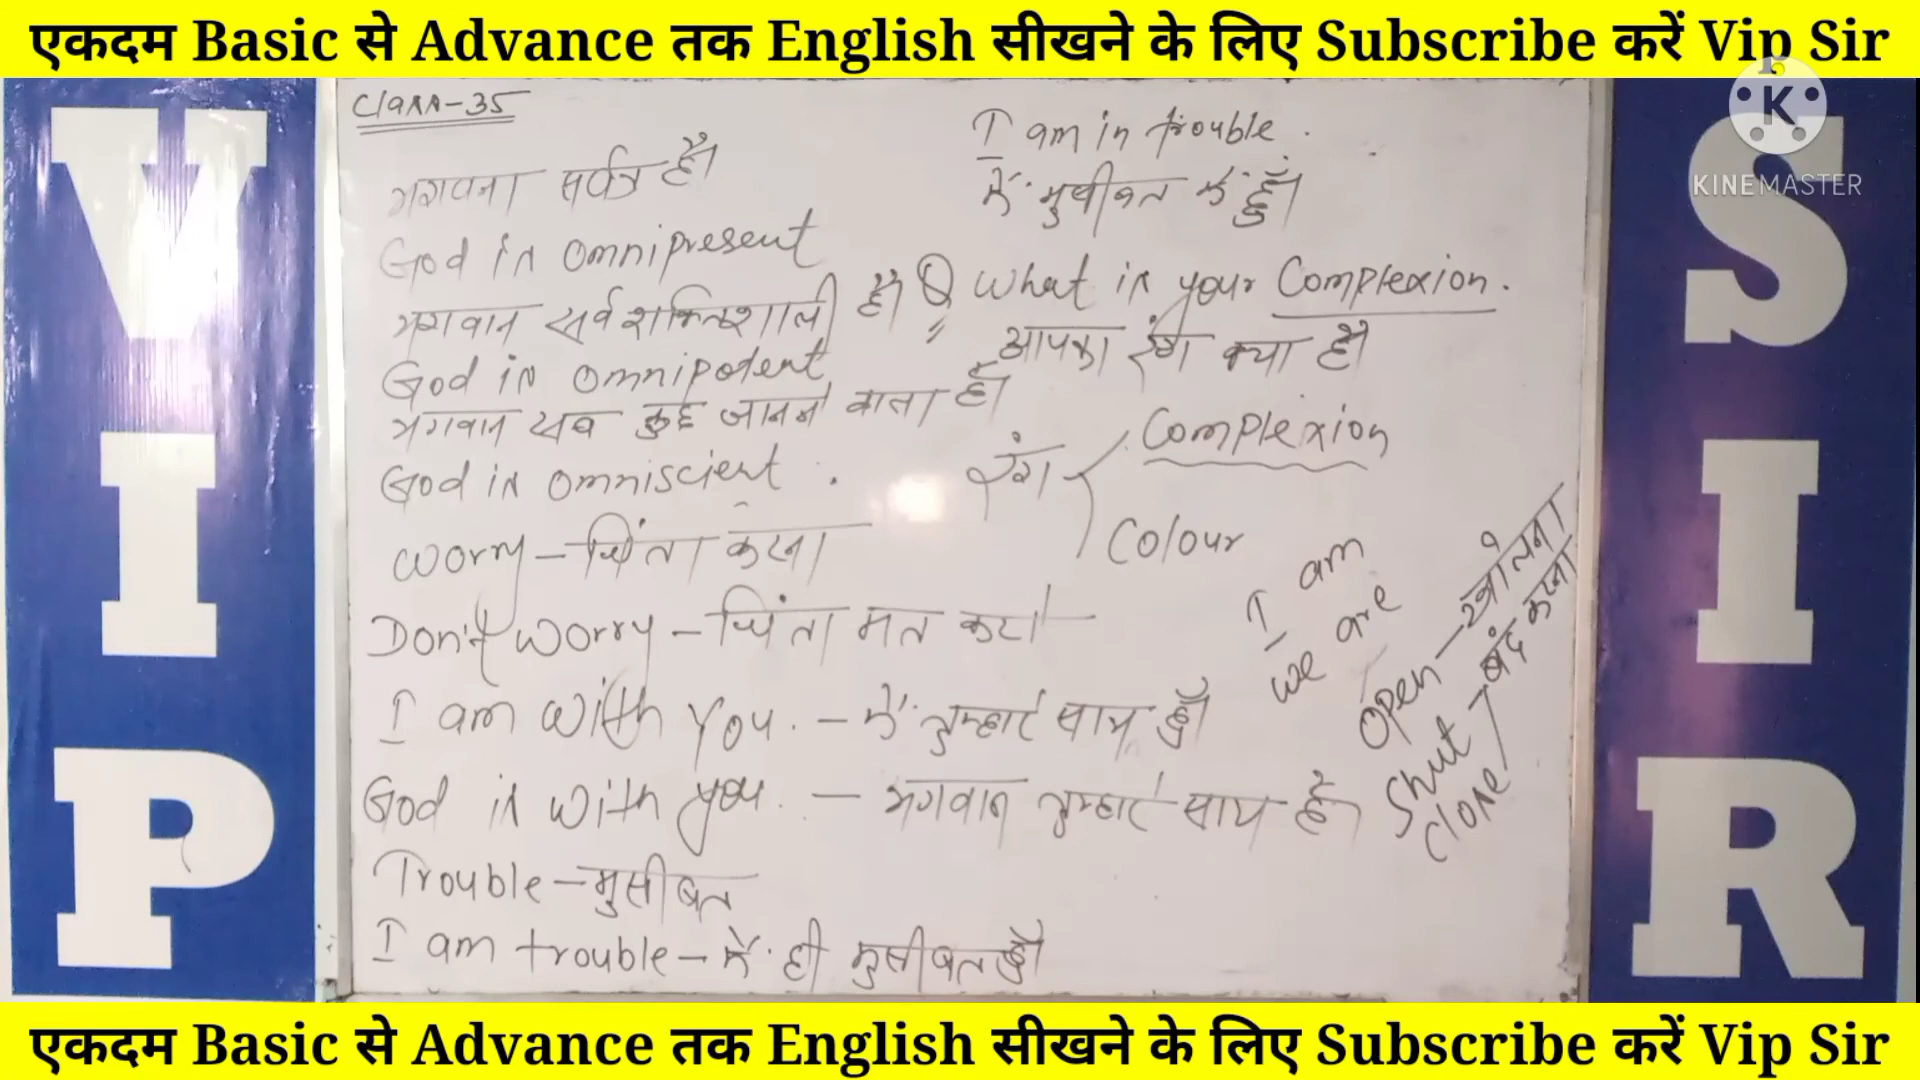 एकदम Basic से Advance तक English सीखने के लिए Subscribe करें Vip Sir
VIP
SIR
K
KINEMASTER
Class-35
भगवना सर्वत्र है।
God is omnipresent
भगवान सर्वशक्तिशाली है।
God is omnipotent
भगवान सब कुछ जानने वाला है।
God is omniscient.
worry – चिंता करना
Don't worry – चिंता मत करो
I am with you. – मैं तुम्हारे साथ हूँ।
God is with you. – भगवान तुम्हारे साथ है।
Trouble – मुसीबत
I am trouble – मैं ही मुसीबत हूँ।
I am in trouble.
मैं मुसीबत में हूँ।
Q What is your Complexion.
आपका रंग क्या है।
रंग
Complexion
Colour
I am
we are
open – खोलना
Shut
close
बंद करना
एकदम Basic से Advance तक English सीखने के लिए Subscribe करें Vip Sir